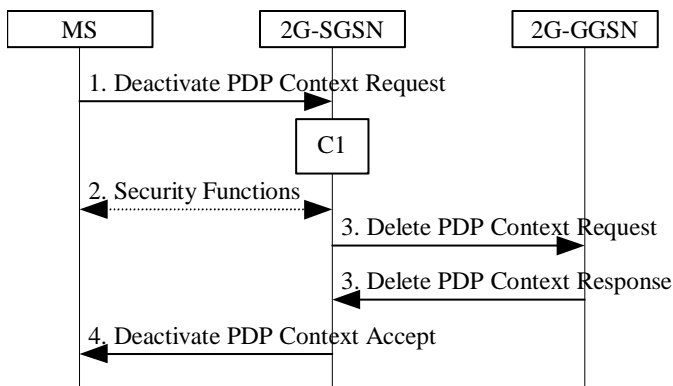 MS
2G-SGSN
2G-GGSN
1. Deactivate PDP Context Request
C1
2. Security Functions
3. Delete PDP Context Request
3. Delete PDP Context Response
4. Deactivate PDP Context Accept